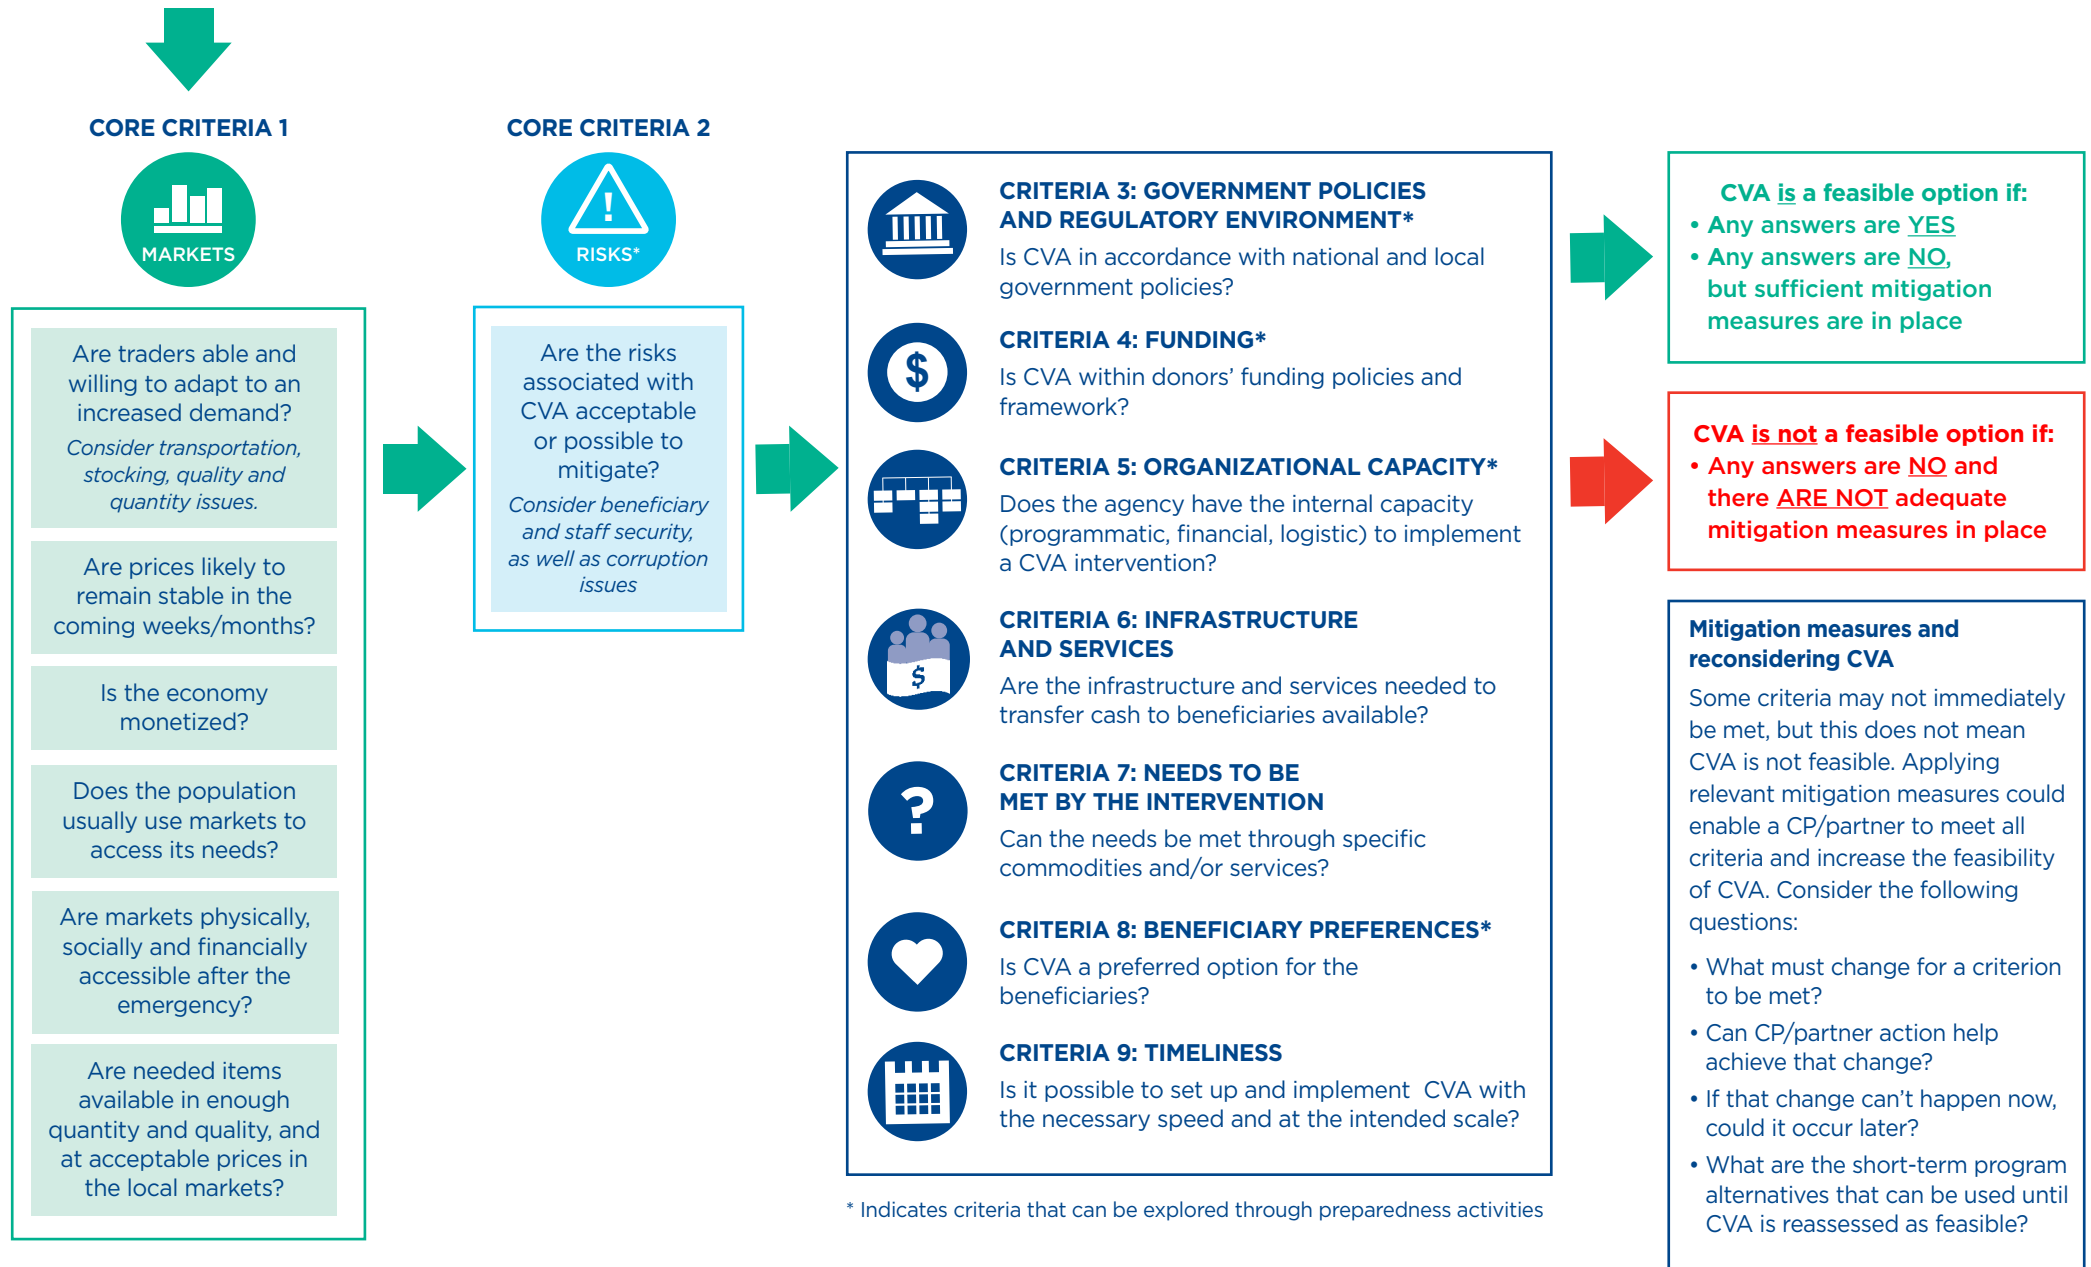 CORE CRITERIA 1
MARKETS
Are traders able and
willing to adapt to an
increased demand?
Consider transportation,
stocking, quality and
quantity issues.
Are prices likely to
remain stable in the
coming weeks/months?
Is the economy
monetized?
Does the population
usually use markets to
access its needs?
Are markets physically,
socially and financially
accessible after the
emergency?
Are needed items
available in enough
quantity and quality, and
at acceptable prices in
the local markets?
CORE CRITERIA 2
!
RISKS*
Are the risks
associated with
CVA acceptable
or possible to
mitigate?
Consider beneficiary
and staff security,
as well as corruption
issues
CRITERIA 3: GOVERNMENT POLICIES
AND REGULATORY ENVIRONMENT*
Is CVA in accordance with national and local
government policies?
$
CRITERIA 4: FUNDING*
Is CVA within donors’ funding policies and
framework?
CRITERIA 5: ORGANIZATIONAL CAPACITY*
Does the agency have the internal capacity
(programmatic, financial, logistic) to implement
a CVA intervention?
$
CRITERIA 6: INFRASTRUCTURE
AND SERVICES
Are the infrastructure and services needed to
transfer cash to beneficiaries available?
?
CRITERIA 7: NEEDS TO BE
MET BY THE INTERVENTION
Can the needs be met through specific
commodities and/or services?
CRITERIA 8: BENEFICIARY PREFERENCES*
Is CVA a preferred option for the
beneficiaries?
CRITERIA 9: TIMELINESS
Is it possible to set up and implement CVA with
the necessary speed and at the intended scale?
* Indicates criteria that can be explored through preparedness activities
CVA is a feasible option if:
• Any answers are YES
• Any answers are NO,
but sufficient mitigation
measures are in place
CVA is not a feasible option if:
• Any answers are NO and
there ARE NOT adequate
mitigation measures in place
Mitigation measures and
reconsidering CVA
Some criteria may not immediately
be met, but this does not mean
CVA is not feasible. Applying
relevant mitigation measures could
enable a CP/partner to meet all
criteria and increase the feasibility
of CVA. Consider the following
questions:
• What must change for a criterion
to be met?
• Can CP/partner action help
achieve that change?
• If that change can’t happen now,
could it occur later?
• What are the short-term program
alternatives that can be used until
CVA is reassessed as feasible?